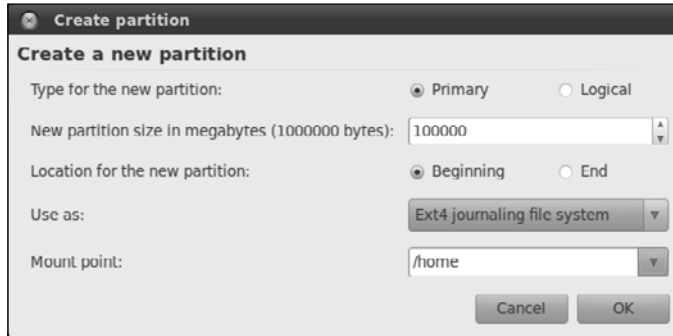 Create partition
Create a new partition
Type for the new partition: Primary Logical
New partition size in megabytes (1000000 bytes): 100000
Location for the new partition: Beginning End
Use as: Ext4 journaling file system
Mount point: /home
Cancel OK